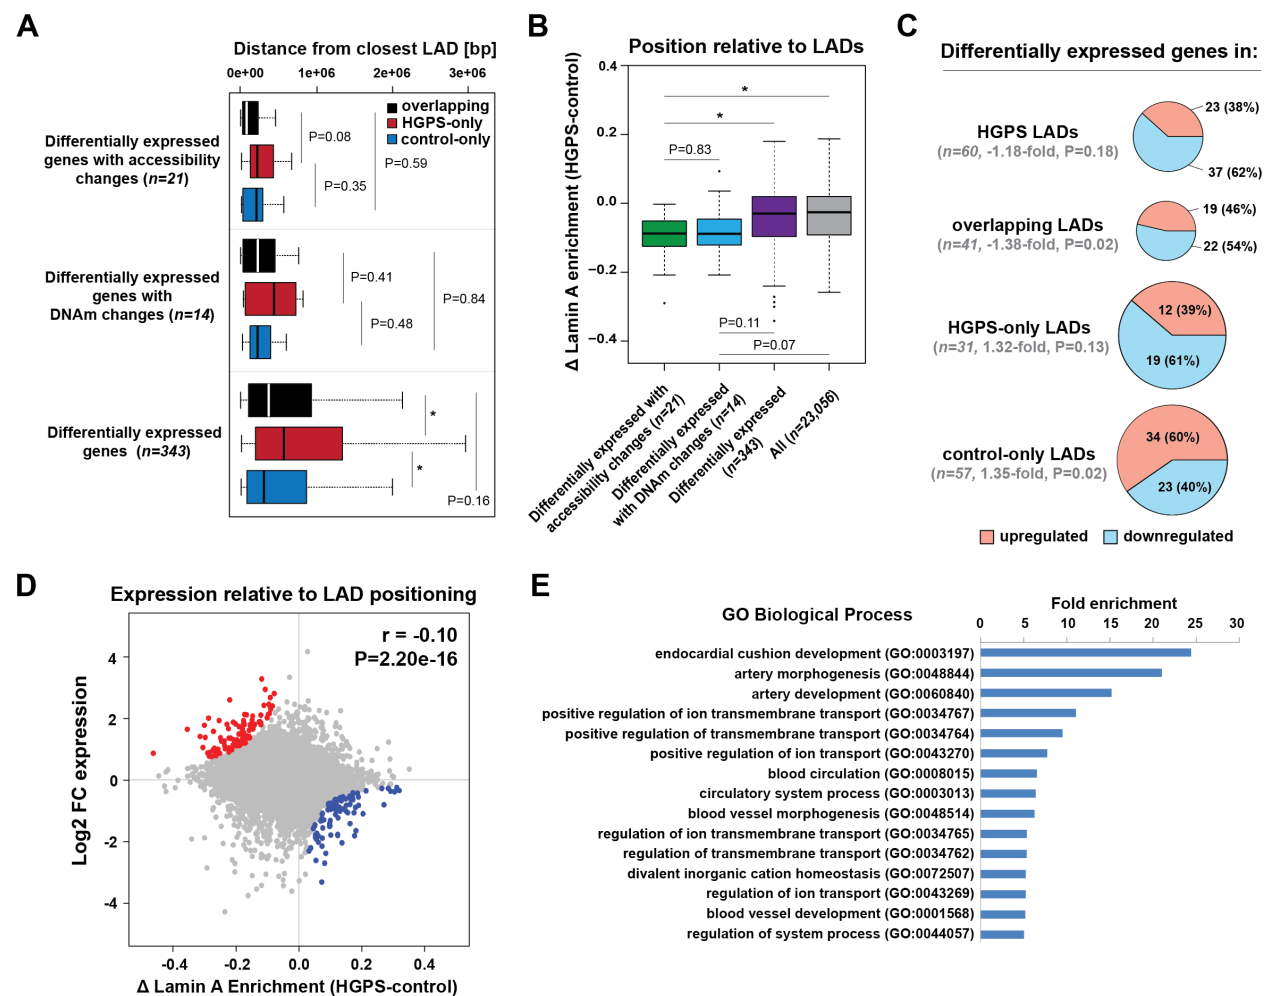 A
Distance from closest LAD [bp]
0e+00 1e+06 2e+06 3e+06
overlapping
HGPS-only
control-only
Differentially expressed
genes with accessibility
changes (n=21)
P=0.08
P=0.59
P=0.35
Differentially expressed
genes with
DNAm changes (n=14)
P=0.41
P=0.84
P=0.48
Differentially expressed
genes (n=343)
*
*
P=0.16
B
Position relative to LADs
Δ Lamin A enrichment (HGPS-control)
0.4
0.2
0.0
−0.2
−0.4
*
*
P=0.83
P=0.11
P=0.07
Differentially expressed with
accessibility changes (n=21)
Differentially expressed
with DNAm changes (n=14)
Differentially expressed
(n=343)
All (n=23,056)
C
Differentially expressed genes in:
HGPS LADs
(n=60, -1.18-fold, P=0.18)
23 (38%)
37 (62%)
overlapping LADs
(n=41, -1.38-fold, P=0.02)
19 (46%)
22 (54%)
HGPS-only LADs
(n=31, 1.32-fold, P=0.13)
12 (39%)
19 (61%)
control-only LADs
(n=57, 1.35-fold, P=0.02)
34 (60%)
23 (40%)
upregulated downregulated
D
Expression relative to LAD positioning
r = -0.10
P=2.20e-16
Log2 FC expression
4
2
0
-2
-4
-0.4 -0.2 0.0 0.2 0.4
Δ Lamin A Enrichment (HGPS-control)
E
GO Biological Process
Fold enrichment
0 5 10 15 20 25 30
endocardial cushion development (GO:0003197)
artery morphogenesis (GO:0048844)
artery development (GO:0060840)
positive regulation of ion transmembrane transport (GO:0034767)
positive regulation of transmembrane transport (GO:0034764)
positive regulation of ion transport (GO:0043270)
blood circulation (GO:0008015)
circulatory system process (GO:0003013)
blood vessel morphogenesis (GO:0048514)
regulation of ion transmembrane transport (GO:0034765)
regulation of transmembrane transport (GO:0034762)
divalent inorganic cation homeostasis (GO:0072507)
regulation of ion transport (GO:0043269)
blood vessel development (GO:0001568)
regulation of system process (GO:0044057)